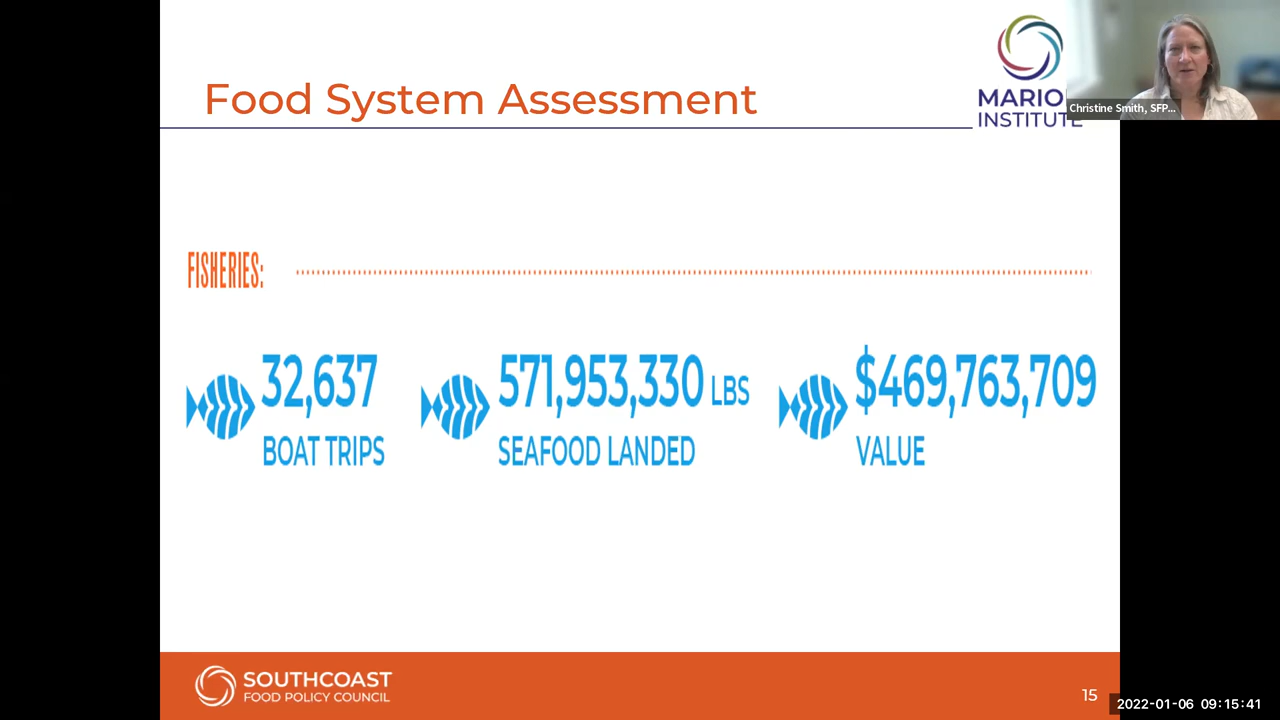 Food System Assessment
MARIO
INSTITUTE
Christine Smith, SFP...
FISHERIES:
32,637
BOAT TRIPS
571,953,330 LBS
SEAFOOD LANDED
$469,763,709
VALUE
SOUTHCOAST
FOOD POLICY COUNCIL
15
2022-01-06 09:15:41